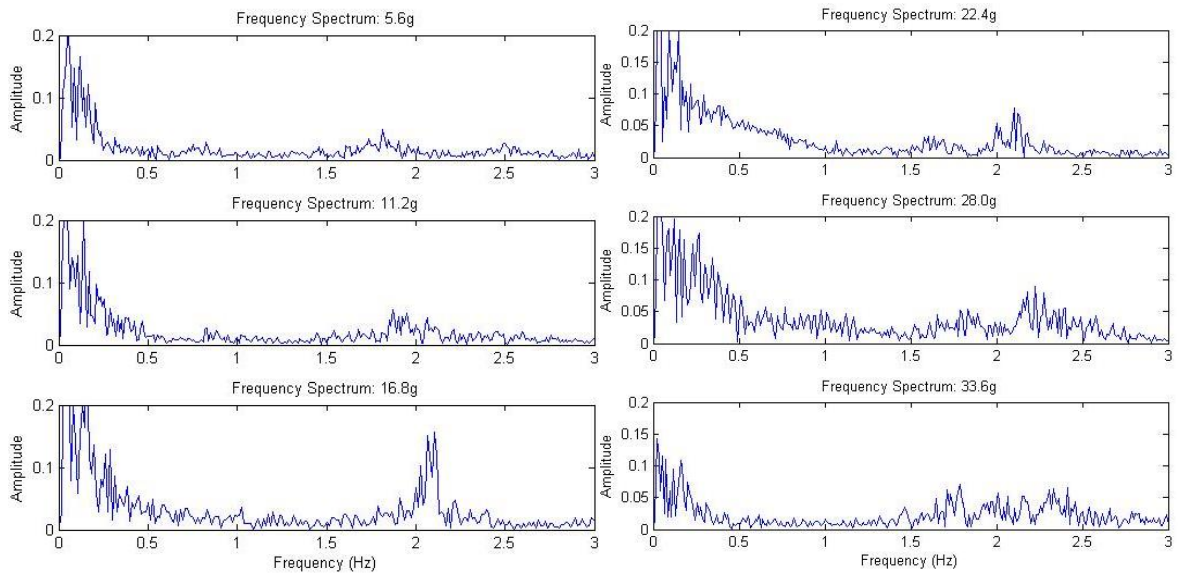 Frequency Spectrum: 5.6g
Amplitude
0.2
0.1
0
0 0.5 1 1.5 2 2.5 3
Frequency Spectrum: 11.2g
Amplitude
0.2
0.1
0
0 0.5 1 1.5 2 2.5 3
Frequency Spectrum: 16.8g
Amplitude
0.2
0.1
0
0 0.5 1 1.5 2 2.5 3
Frequency (Hz)
Frequency Spectrum: 22.4g
Amplitude
0.2
0.15
0.1
0.05
0
0 0.5 1 1.5 2 2.5 3
Frequency Spectrum: 28.0g
Amplitude
0.2
0.15
0.1
0.05
0
0 0.5 1 1.5 2 2.5 3
Frequency Spectrum: 33.6g
Amplitude
0.2
0.15
0.1
0.05
0
0 0.5 1 1.5 2 2.5 3
Frequency (Hz)